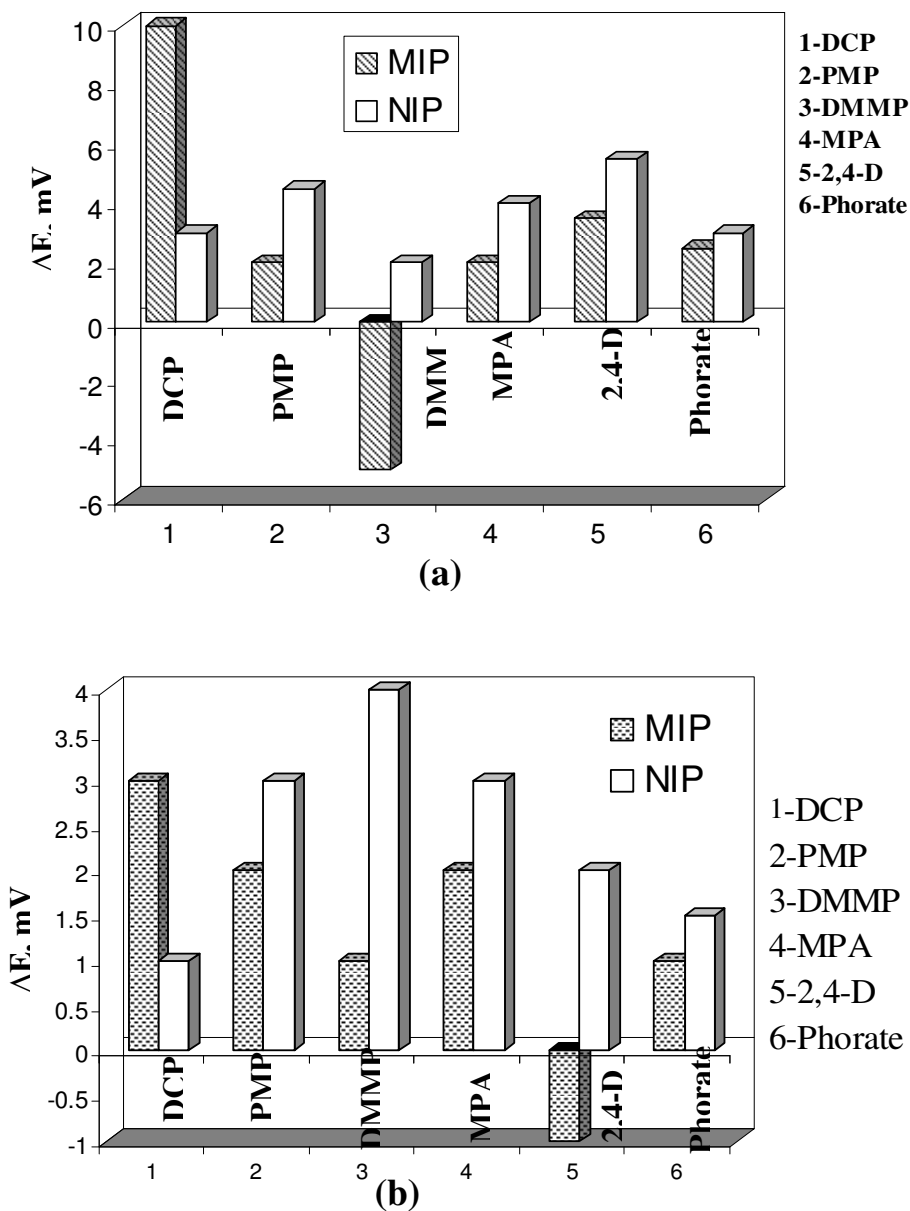 10
8
6
4
2
0
-2
-4
-6
ΔE, mV
MIP
NIP
1-DCP
2-PMP
3-DMMP
4-MPA
5-2,4-D
6-Phorate
DCP
PMP
DMM
MPA
2.4-D
Phorate
1 2 3 4 5 6
(a)
4
3.5
3
2.5
2
1.5
1
0.5
0
-0.5
-1
ΔE, mV
MIP
NIP
1-DCP
2-PMP
3-DMMP
4-MPA
5-2,4-D
6-Phorate
DCP
PMP
DMMP
MPA
2.4-D
Phorate
1 2 3 4 5 6
(b)